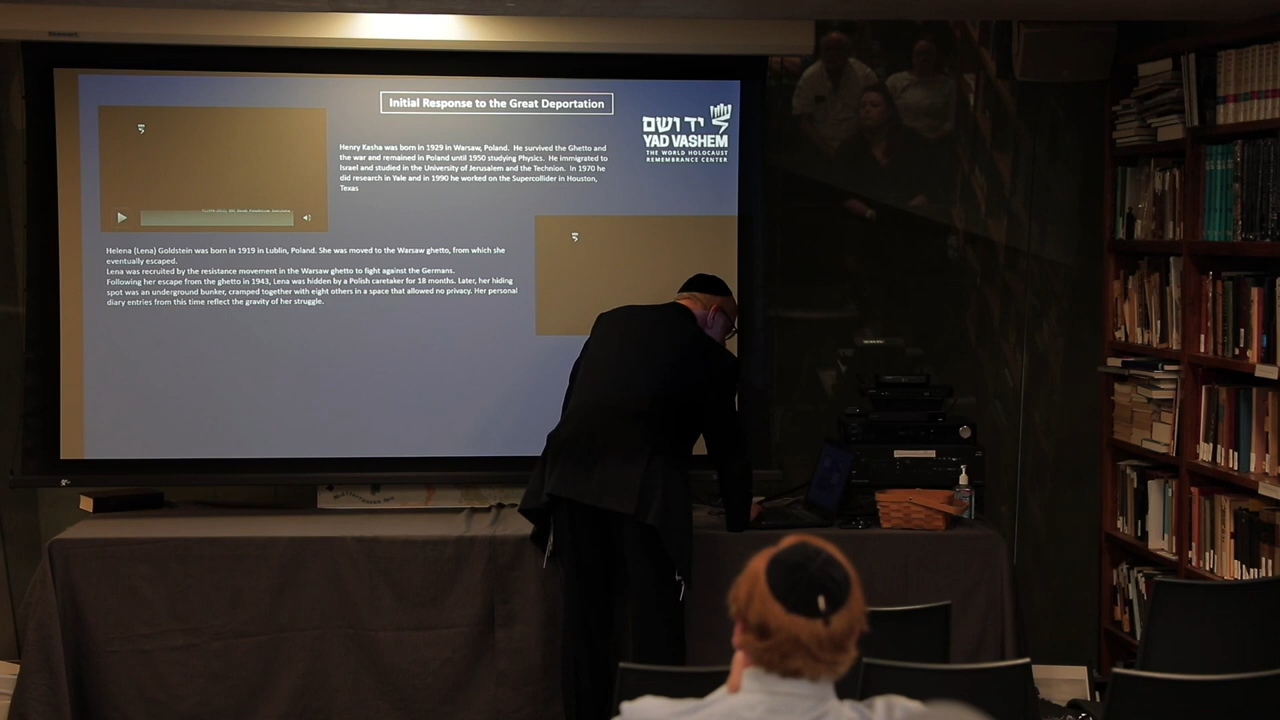 Initial Response to the Great Deportation
יד ושם
YAD VASHEM
THE WORLD HOLOCAUST
REMEMBRANCE CENTER
Henry Kasha was born in 1929 in Warsaw, Poland. He survived the Ghetto and
the war and remained in Poland until 1950 studying Physics. He immigrated to
Israel and studied in the University of Jerusalem and the Technion. In 1970 he
did research in Yale and in 1990 he worked on the Supercollider in Houston,
Texas
Helena (Lena) Goldstein was born in 1919 in Lublin, Poland. She was moved to the Warsaw ghetto, from which she
eventually escaped.
Lena was recruited by the resistance movement in the Warsaw ghetto to fight against the Germans.
Following her escape from the ghetto in 1943, Lena was hidden by a Polish caretaker for 18 months. Later, her hiding
spot was an underground bunker, cramped together with eight others in a space that allowed no privacy. Her personal
diary entries from this time reflect the gravity of her struggle.